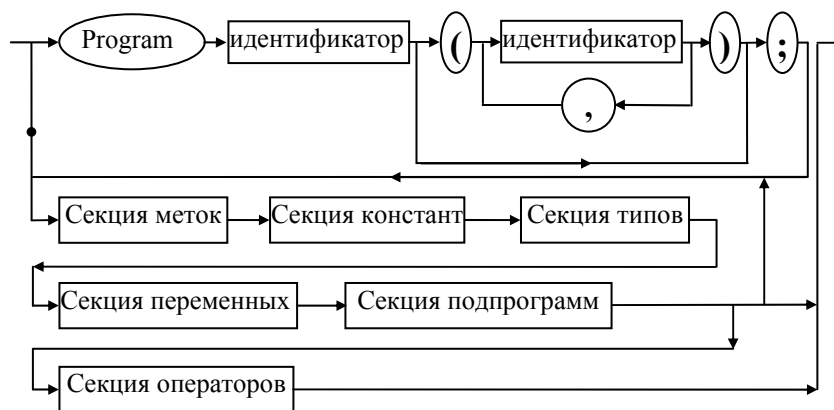 Program идентификатор ( идентификатор ) ;
,
Секция меток Секция констант Секция типов
Секция переменных Секция подпрограмм
Секция операторов